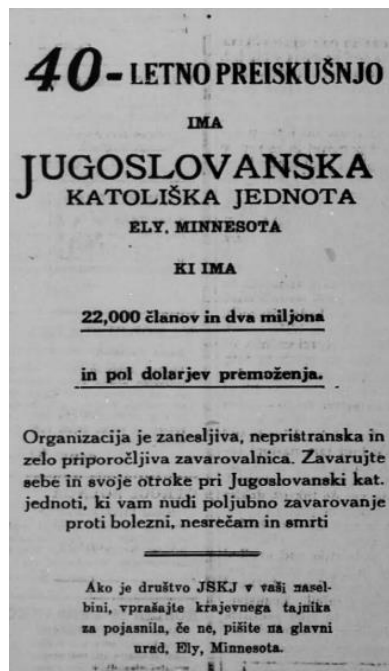 40-LETNO PREISKUŠNJO
IMA
JUGOSLOVANSKA
KATOLIŠKA JEDNOTA
ELY, MINNESOTA
KI IMA
22,000 članov in dva miljona
in pol dolarjev premoženja.
Organizacija je zanesljiva, nepristranska in
zelo priporočljiva zavarovalnica. Zavarujte
sebe in svoje otroke pri Jugoslovanski kat.
jednoti, ki vam nudi poljubno zavarovanje
proti bolezni, nesrečam in smrti
Ako je društvo JSKJ v vaši nasel-
bini, vprašajte krajevnega tajnika
za pojasnila, če ne, pišite na glavni
urad, Ely, Minnesota.